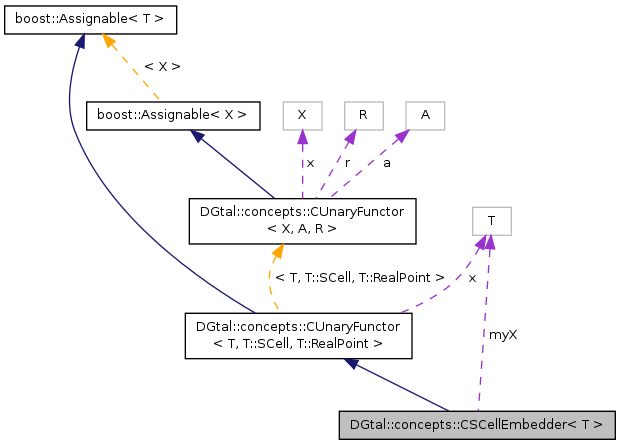 boost::Assignable< T >
< X >
boost::Assignable< X >
X
R
A
x
r
a
DGtal::concepts::CUnaryFunctor
< X, A, R >
T
< T, T::SCell, T::RealPoint >
x
DGtal::concepts::CUnaryFunctor
< T, T::SCell, T::RealPoint >
myX
DGtal::concepts::CSCellEmbedder< T >